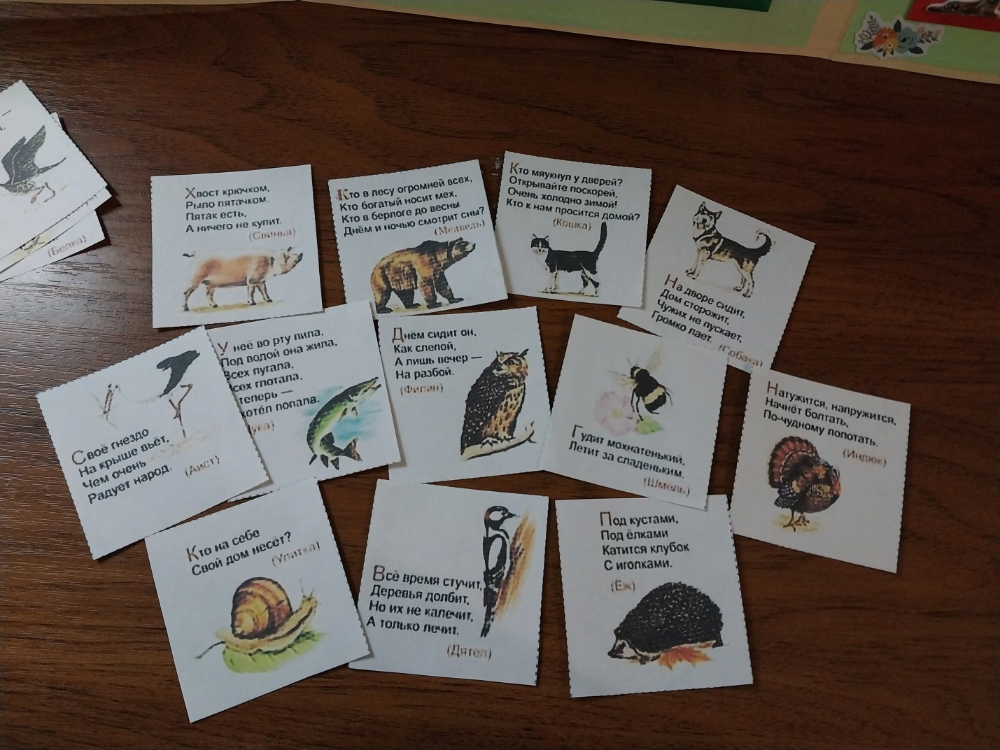 (Белка)
Хвост крючком,
Рыло пятачком.
Пятак есть,
А ничего не купит.
(Свинья)
Кто в лесу огромней всех,
Кто богатый носит мех,
Кто в берлоге до весны
Днём и ночью смотрит сны?
(Медведь)
Кто мяукнул у дверей?
Открывайте поскорей,
Очень холодно зимой!
Кто к нам просится домой?
(Кошка)
На дворе сидит,
Дом сторожит,
Чужих не пускает,
Громко лает.
(Собака)
Своё гнездо
На крыше вьёт,
Чем очень
Радует народ.
(Аист)
У неё во рту пила,
Под водой она жила,
Всех пугала,
сех глотала,
теперь —
котёл попала.
ука)
Днём сидит он,
Как слепой,
А лишь вечер —
На разбой.
(Филин)
Гудит мохнатенький,
Летит за сладеньким.
(Шмель)
Натужится, напружится,
Начнёт болтать,
По-чудному лопотать.
(Индюк)
Кто на себе
Свой дом несёт?
(Улитка)
Всё время стучит,
Деревья долбит,
Но их не калечит,
А только лечит.
(Дятел)
Под кустами,
Под ёлками
Катится клубок
С иголками.
(Ёж)